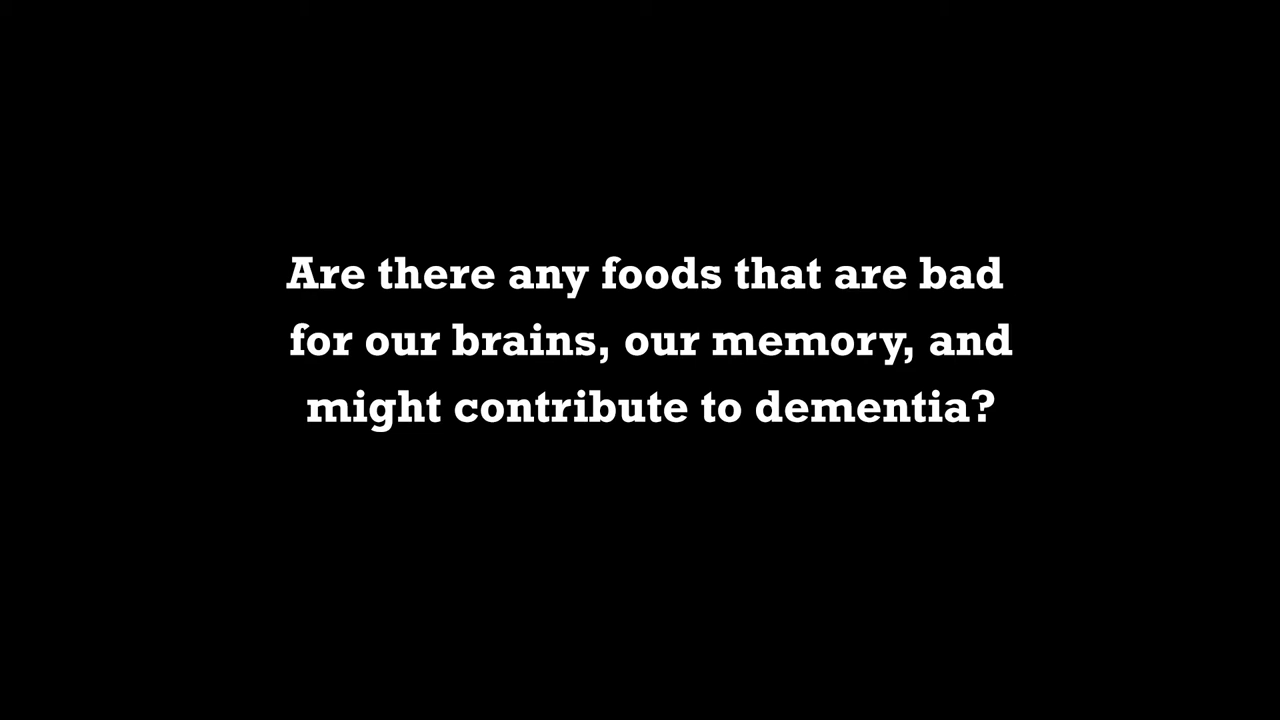 Are there any foods that are bad
for our brains, our memory, and
might contribute to dementia?